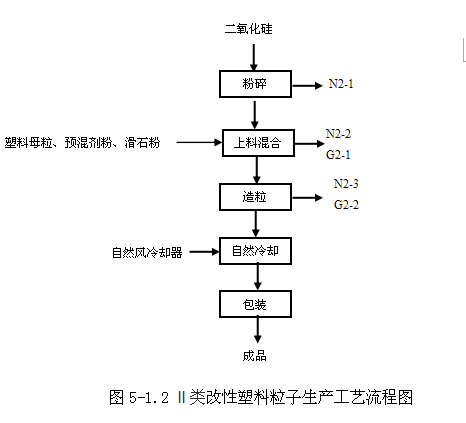 二氧化硅
粉碎
N2-1
塑料母粒、预混剂粉、滑石粉
上料混合
N2-2
G2-1
造粒
N2-3
G2-2
自然风冷却器
自然冷却
包装
成品
图 5-1.2 Ⅱ类改性塑料粒子生产工艺流程图